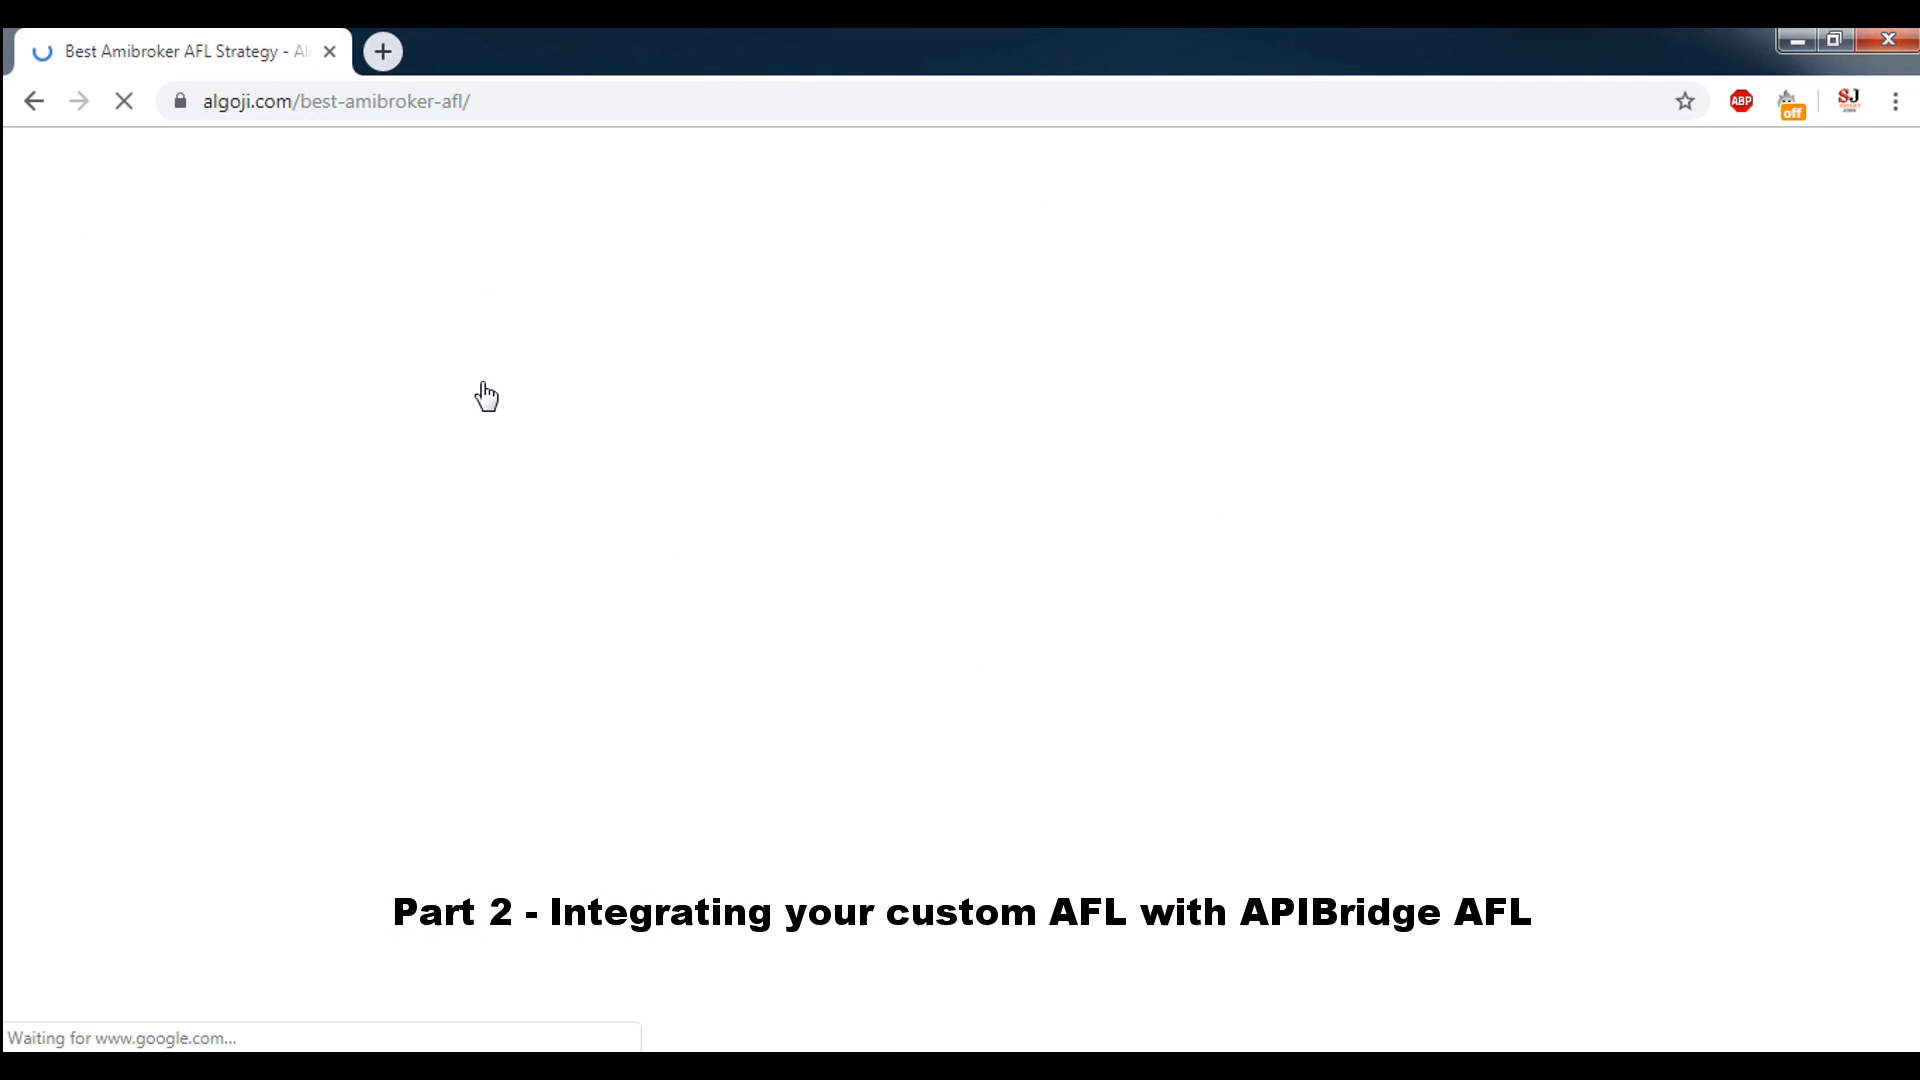 Best Amibroker AFL Strategy - Al
algoji.com/best-amibroker-afl/
ABP
off
SJ
Part 2 - Integrating your custom AFL with APIBridge AFL
Waiting for www.google.com...